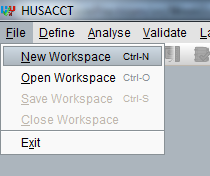 HUSACCT
File Define Analyse Validate
New Workspace Ctrl-N
Open Workspace Ctrl-O
Save Workspace Ctrl-S
Close Workspace
Exit